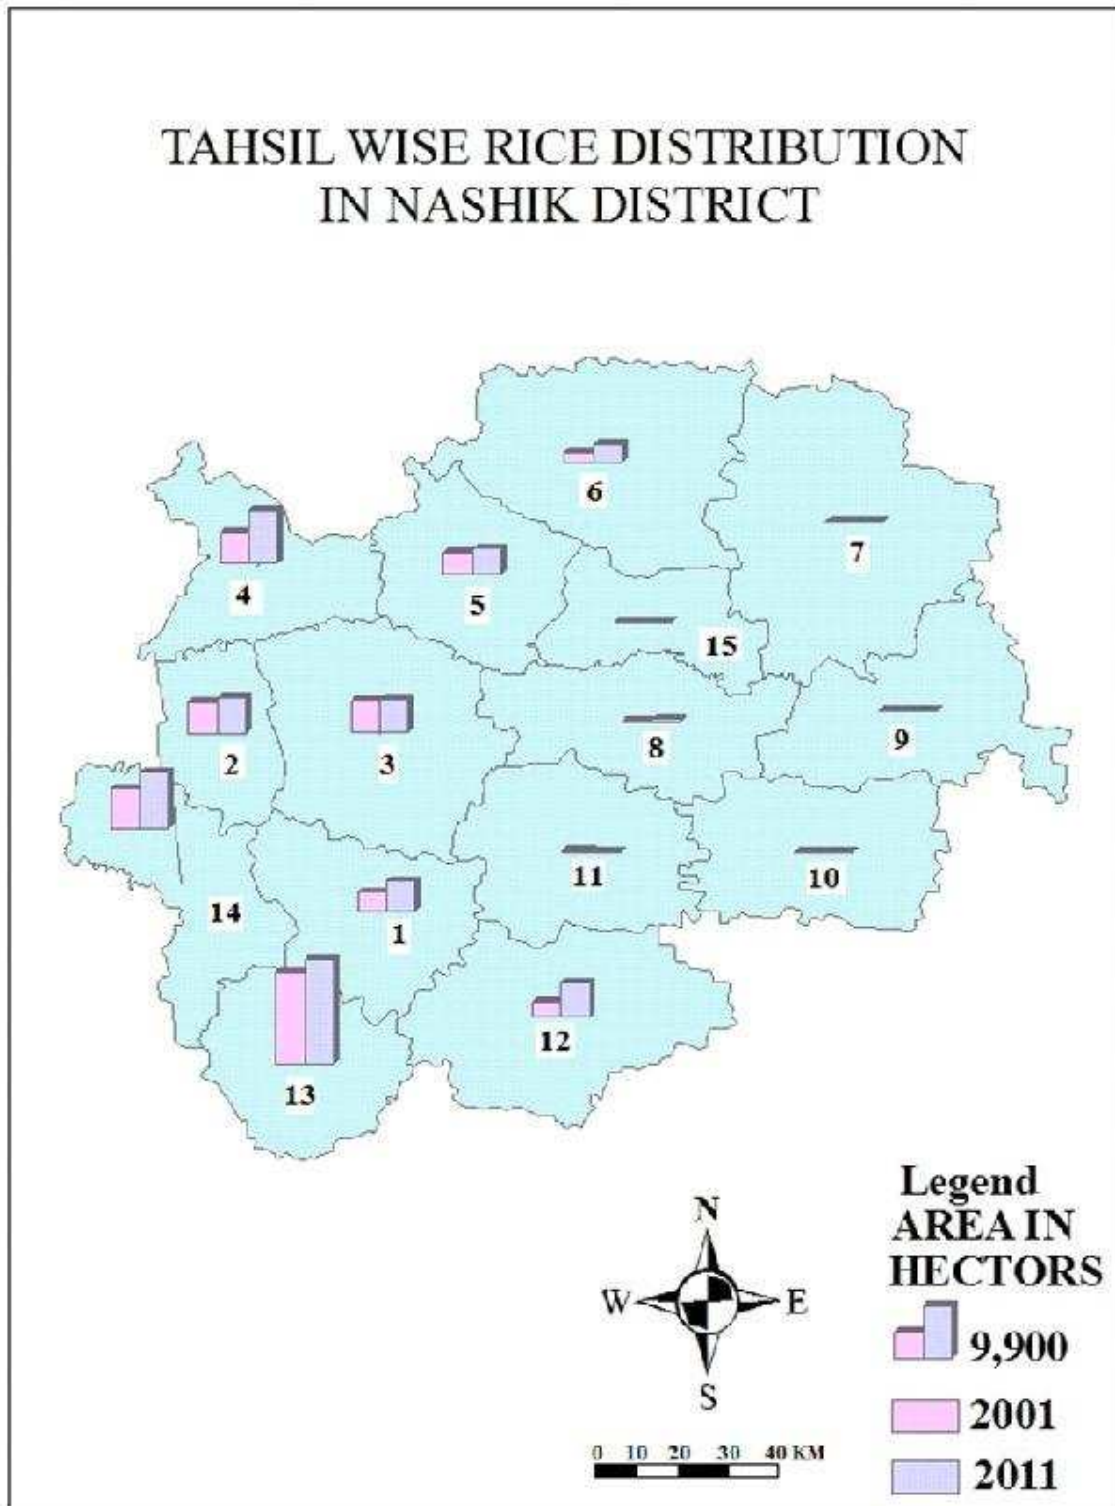 TAHSIL WISE RICE DISTRIBUTION
IN NASHIK DISTRICT
6
7
4
5
15
2
3
8
9
11
10
14
1
12
13
Legend
AREA IN
HECTORS
9,900
2001
2011
N
W E
S
0 10 20 30 40 KM